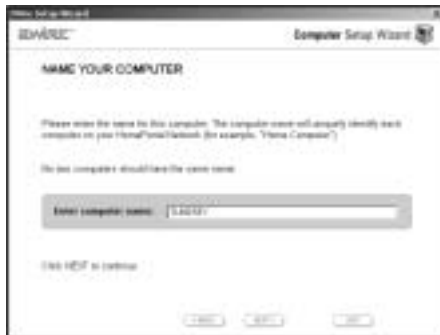 Computer Setup Wizard
NAME YOUR COMPUTER
Please enter the name for this computer. The computer name will uniquely identify each
computer on your HomePortal Network (for example, "Home Computer").
No two computers should have the same name.
Enter computer name:
Click NEXT to continue.